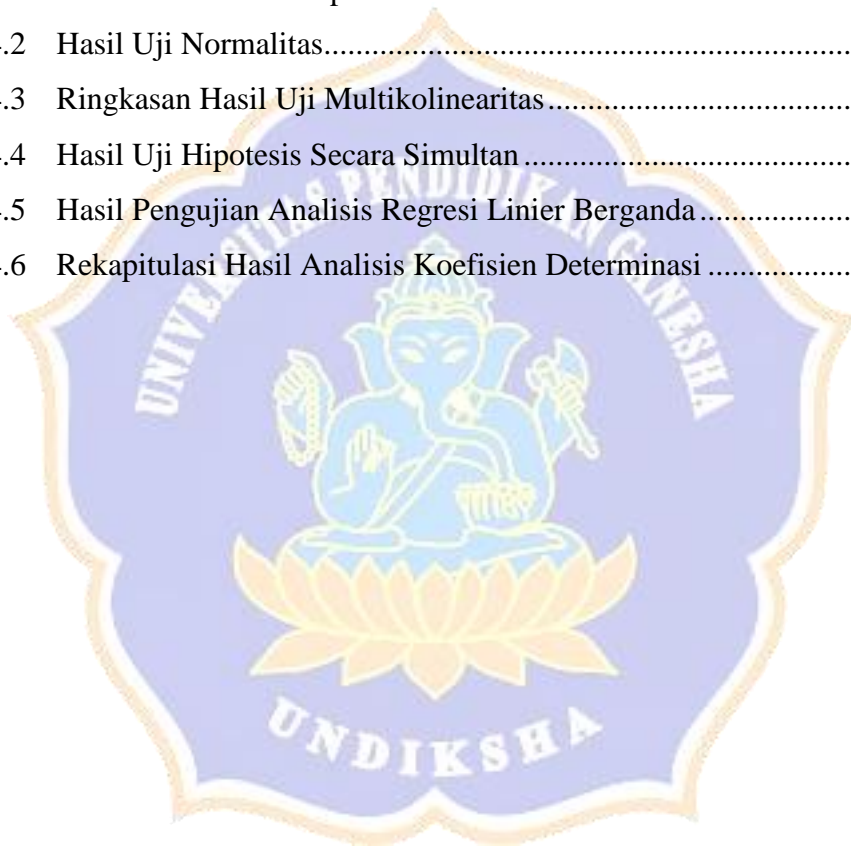 .2 Hasil Uji Normalitas..........................................................................
.3 Ringkasan Hasil Uji Multikolinearitas............................................
.4 Hasil Uji Hipotesis Secara Simultan...............................................
.5 Hasil Pengujian Analisis Regresi Linier Berganda......................
.6 Rekapitulasi Hasil Analisis Koefisien Determinasi.....................
UNIVERSITAS PENDIDIKAN GANESHA
UNDIKSHA